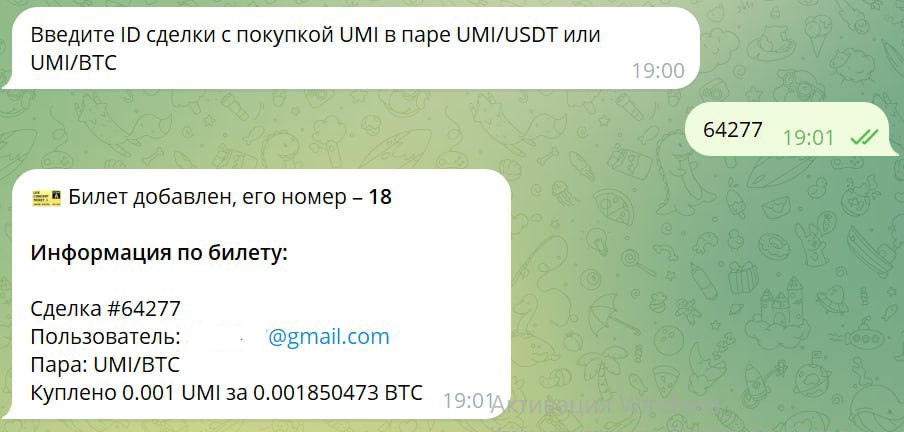 Введите ID сделки с покупкой UMI в паре UMI/USDT или
UMI/BTC
19:00
64277
19:01
Билет добавлен, его номер – 18
Информация по билету:
Сделка #64277
Пользователь: @gmail.com
Пара: UMI/BTC
Куплено 0.001 UMI за 0.001850473 BTC
19:01
Активация Windows